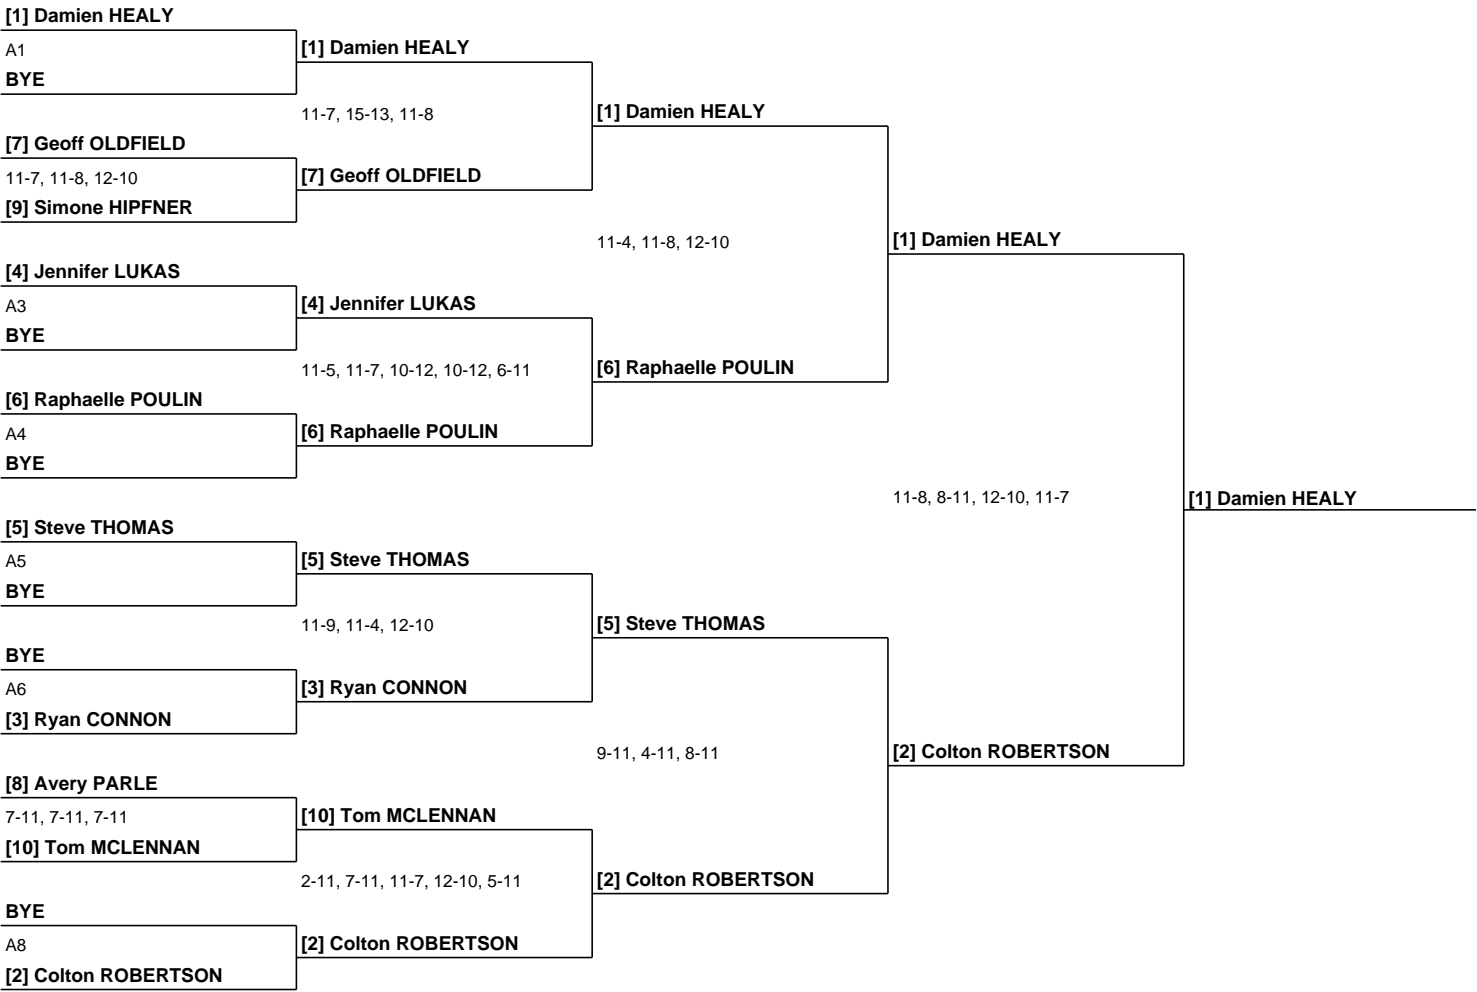 [1] Damien HEALY
A1
BYE
[7] Geoff OLDFIELD
11-7, 11-8, 12-10
[9] Simone HIPFNER
[4] Jennifer LUKAS
A3
BYE
[6] Raphaelle POULIN
A4
BYE
[5] Steve THOMAS
A5
BYE
BYE
A6
[3] Ryan CONNON
[8] Avery PARLE
7-11, 7-11, 7-11
[10] Tom MCLENNAN
BYE
A8
[2] Colton ROBERTSON
[1] Damien HEALY
11-7, 15-13, 11-8
[7] Geoff OLDFIELD
[4] Jennifer LUKAS
11-5, 11-7, 10-12, 10-12, 6-11
[6] Raphaelle POULIN
[5] Steve THOMAS
11-9, 11-4, 12-10
[3] Ryan CONNON
[10] Tom MCLENNAN
2-11, 7-11, 11-7, 12-10, 5-11
[2] Colton ROBERTSON
[1] Damien HEALY
11-4, 11-8, 12-10
[6] Raphaelle POULIN
[5] Steve THOMAS
9-11, 4-11, 8-11
[2] Colton ROBERTSON
[1] Damien HEALY
11-8, 8-11, 12-10, 11-7
[2] Colton ROBERTSON
[1] Damien HEALY